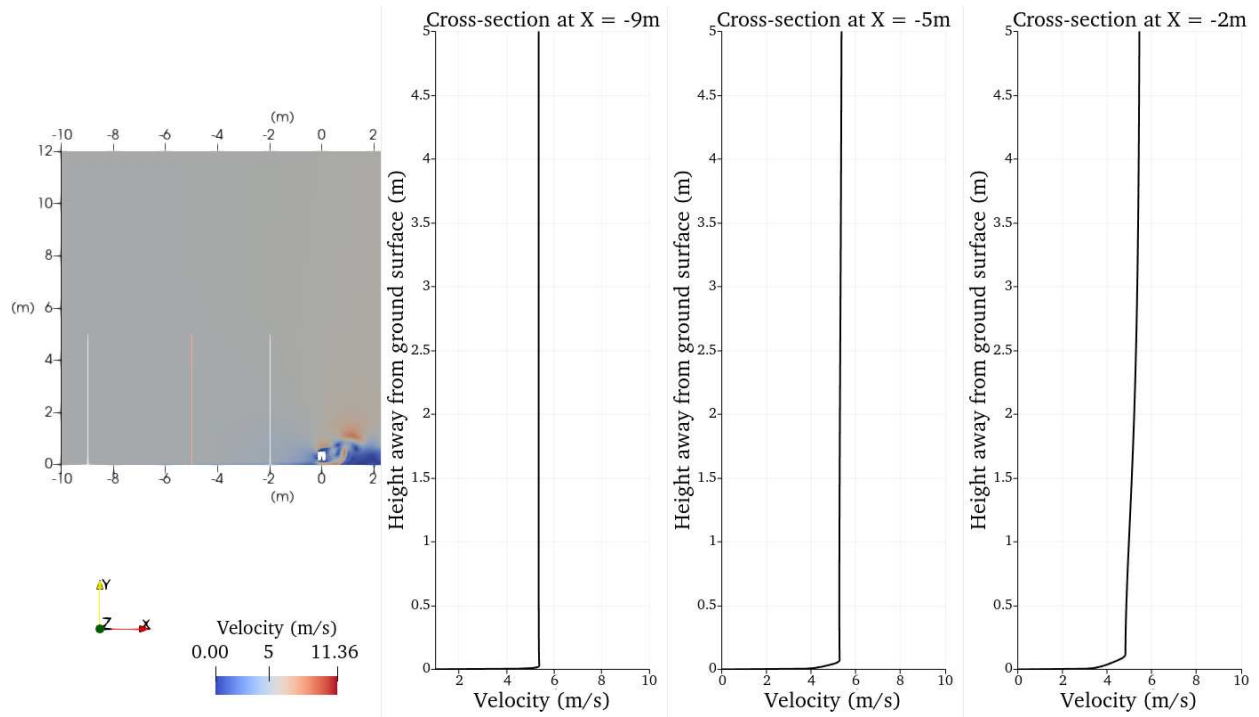 (m)
-10 -8 -6 -4 -2 0 2
12
10
8
(m) 6
4
2
0
-10 -8 -6 -4 -2 0 2
(m)
Y
Z X
Velocity (m/s)
0.00 5 11.36
Cross-section at X = -9m
5
4.5
4
3.5
3
2.5
2
1.5
1
0.5
0
Height away from ground surface (m)
2 4 6 8 10
Velocity (m/s)
Cross-section at X = -5m
5
4.5
4
3.5
3
2.5
2
1.5
1
0.5
0
Height away from ground surface (m)
0 2 4 6 8 10
Velocity (m/s)
Cross-section at X = -2m
5
4.5
4
3.5
3
2.5
2
1.5
1
0.5
0
Height away from ground surface (m)
0 2 4 6 8 10
Velocity (m/s)